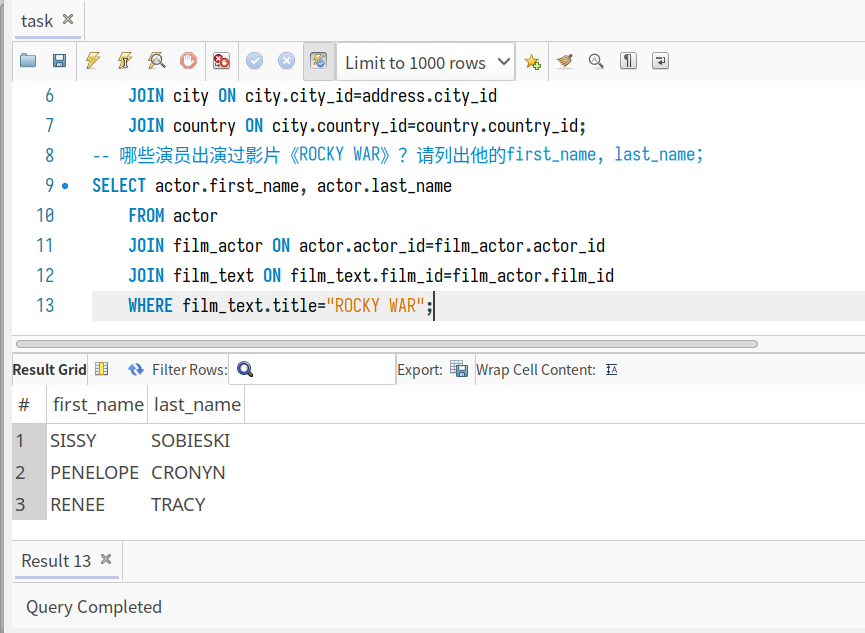 task
Limit to 1000 rows
6 JOIN city ON city.city_id=address.city_id
7 JOIN country ON city.country_id=country.country_id;
8 -- 哪些演员出演过影片《ROCKY WAR》? 请列出他的first_name, last_name;
9 SELECT actor.first_name, actor.last_name
10 FROM actor
11 JOIN film_actor ON actor.actor_id=film_actor.actor_id
12 JOIN film_text ON film_text.film_id=film_actor.film_id
13 WHERE film_text.title="ROCKY WAR";
Result Grid Filter Rows: Export: Wrap Cell Content:
# first_name last_name
1 SISSY SOBIESKI
2 PENELOPE CRONYN
3 RENEE TRACY
Result 13
Query Completed